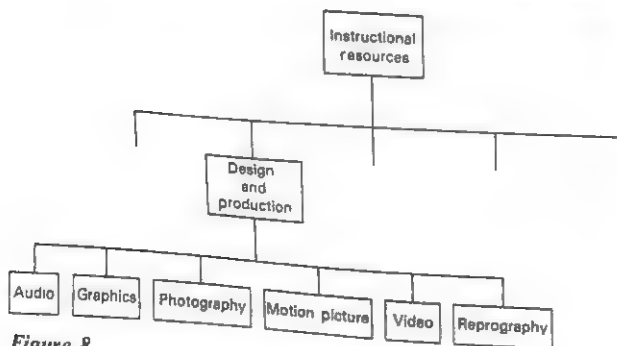 Instructional
resources
Design
and
production
Audio
Graphics
Photography
Motion picture
Video
Reprography
Figure 8